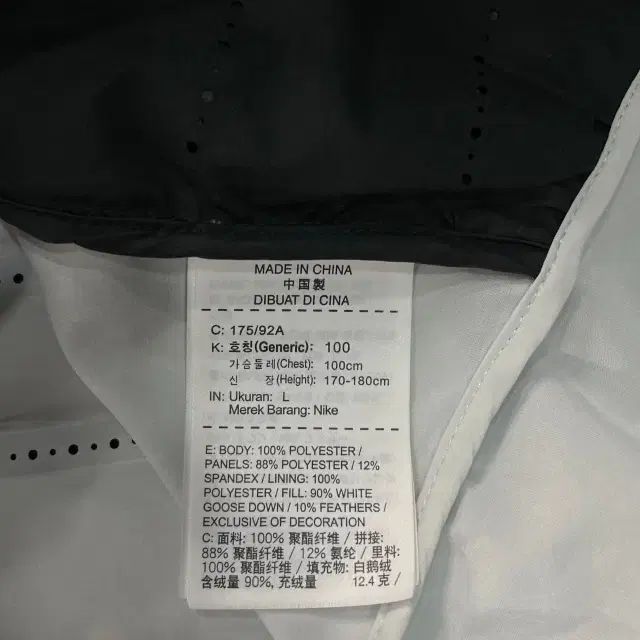 MADE IN CHINA
中国製
DIBUAT DI CINA
C: 175/92A
K: 호칭(Generic): 100
가슴둘레(Chest): 100cm
신 장(Height): 170-180cm
IN: Ukuran: L
Merek Barang: Nike
E: BODY: 100% POLYESTER /
PANELS: 88% POLYESTER / 12%
SPANDEX / LINING: 100%
POLYESTER / FILL: 90% WHITE
GOOSE DOWN / 10% FEATHERS /
EXCLUSIVE OF DECORATION
C: 面料: 100% 聚酯纤维 / 拼接:
88% 聚酯纤维 / 12% 氨纶 / 里料:
100% 聚酯纤维 / 填充物: 白鹅绒
含绒量 90%, 充绒量 12.4 克 /